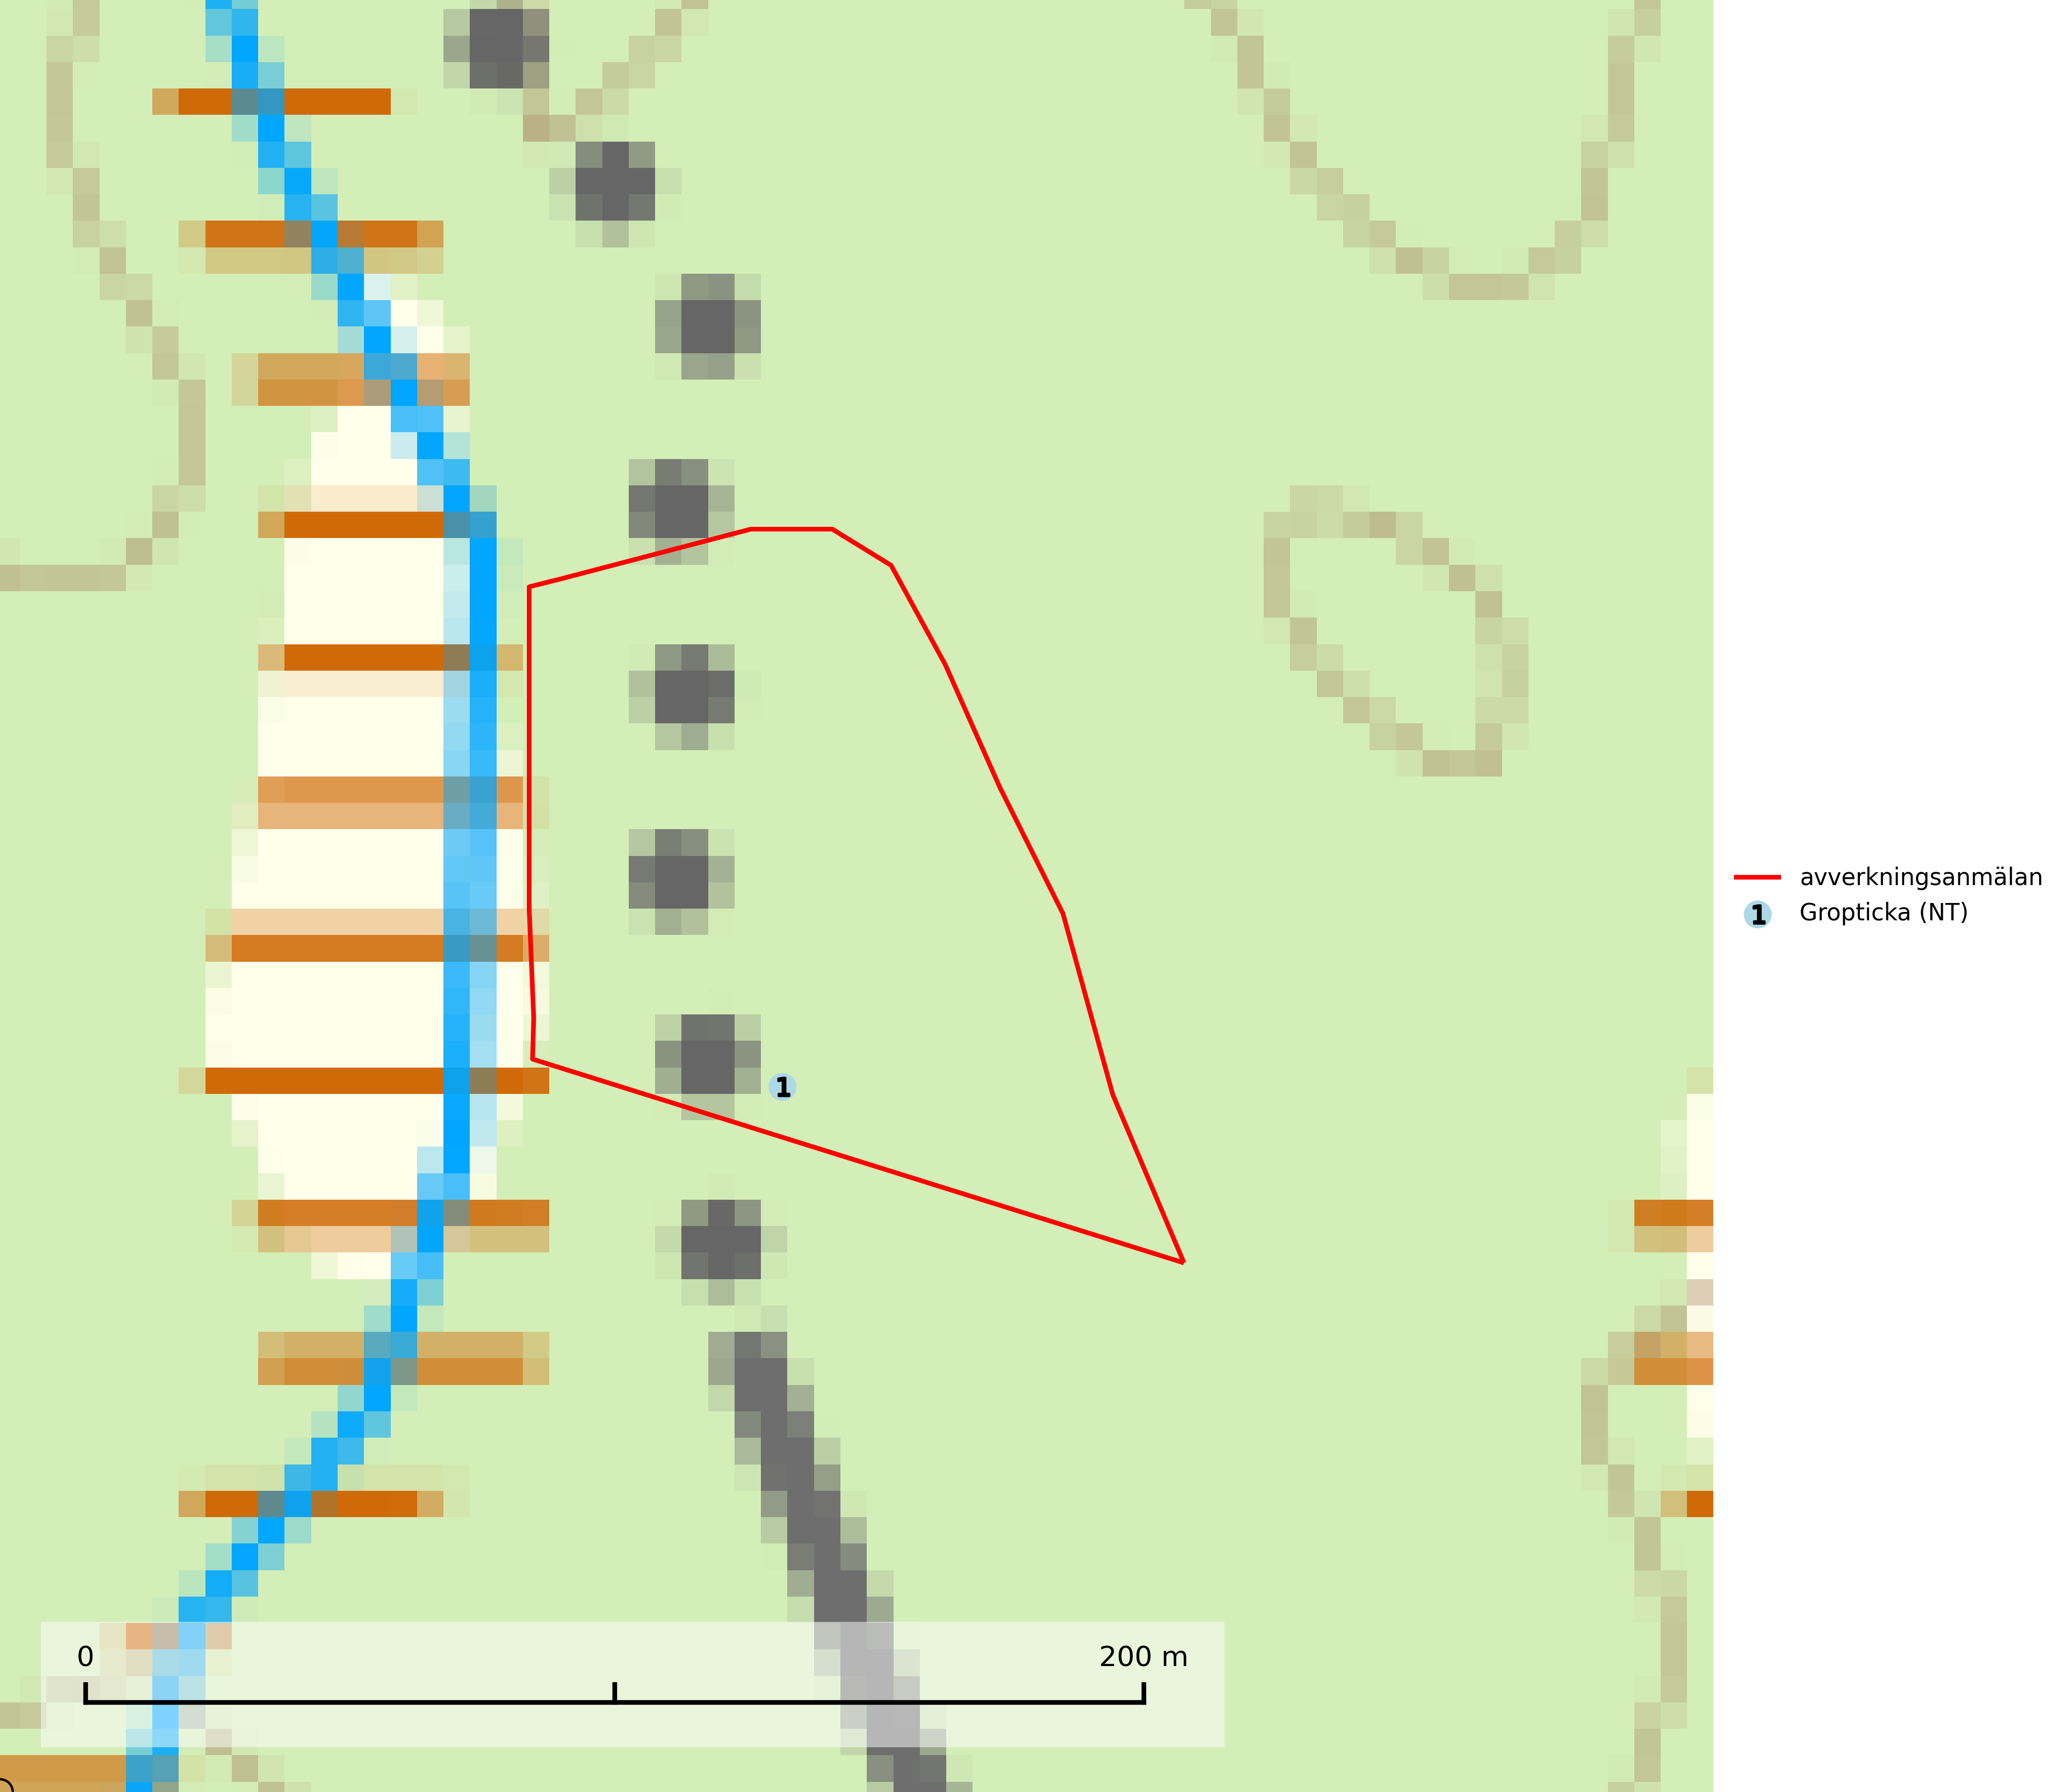 avverkningsanmälan
1 Gropticka (NT)
1
0 200 m